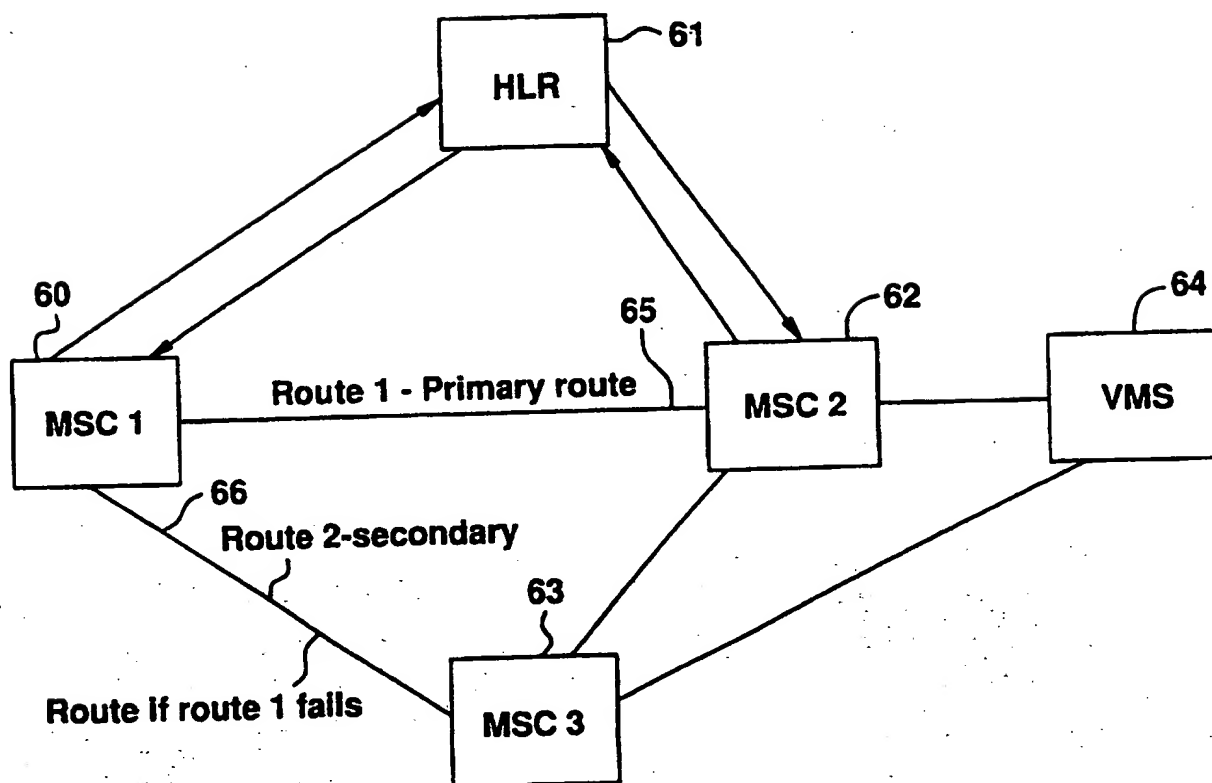 61
HLR
60
65
62
64
MSC 1
Route 1 - Primary route
MSC 2
VMS
66
Route 2-secondary
63
Route if route 1 fails
MSC 3